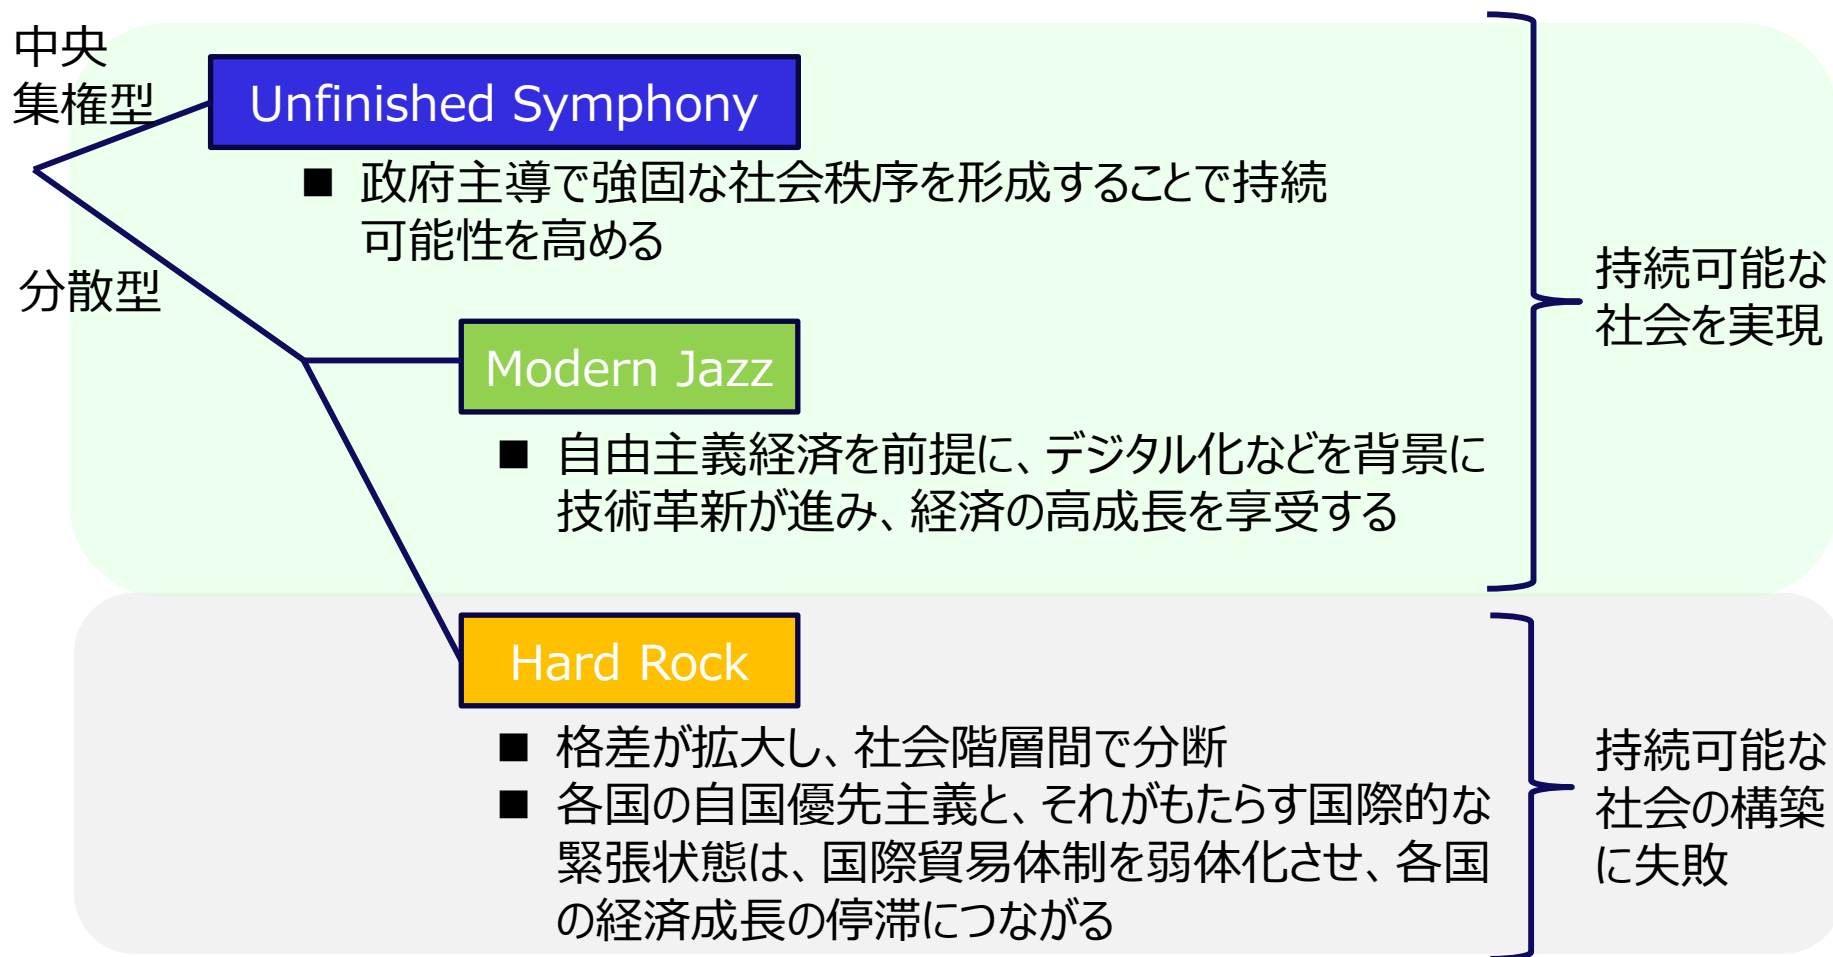 中央
集権型
Unfinished Symphony
■ 政府主導で強固な社会秩序を形成することで持続
可能性を高める
分散型
持続可能な
社会を実現
Modern Jazz
■ 自由主義経済を前提に、デジタル化などを背景に
技術革新が進み、経済の高成長を享受する
Hard Rock
■ 格差が拡大し、社会階層間で分断
■ 各国の自国優先主義と、それがもたらす国際的な
緊張状態は、国際貿易体制を弱体化させ、各国
の経済成長の停滞につながる
持続可能な
社会の構築
に失敗